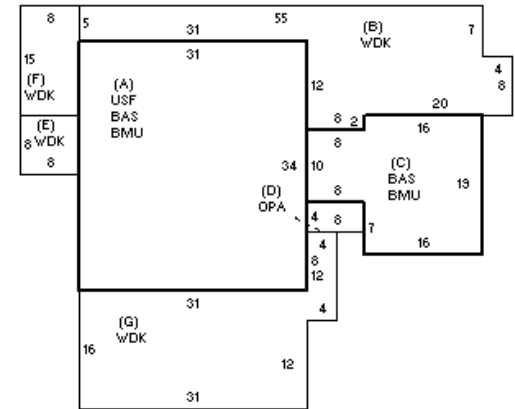 8
5
31
55
(B)
WDK
7
15
(F)
WDK
31
(A)
USF
BAS
BMU
12
4
8
20
8 2
16
(E)
WDK
8
8
8
34
10
(C)
BAS
BMU
19
(D)
OPA
8
4
8
7
16
4
8
12
4
31
(G)
WDK
16
12
31